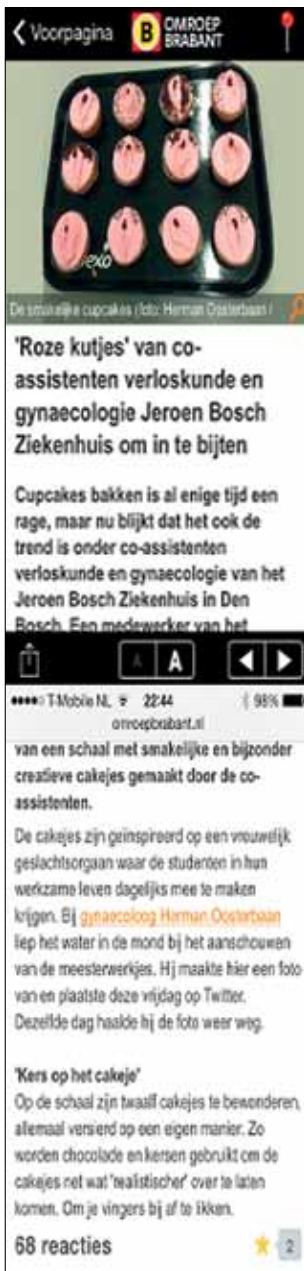 Voorpagina
B OMROEP
BRABANT
exo
De smakelijke cupcakes (foto: Herman Oosterbaan /
'Roze kutjes' van co-
assistenten verloskunde en
gynaecologie Jeroen Bosch
Ziekenhuis om in te bijten
Cupcakes bakken is al enige tijd een
rage, maar nu blijkt dat het ook de
trend is onder co-assistenten
verloskunde en gynaecologie van het
Jeroen Bosch Ziekenhuis in Den
Bosch. Een medewerker van het
A A
T-Mobile NL 22:44 98%
omroepbrabant.nl
van een schaal met smakelijke en bijzonder
creatieve cakejes gemaakt door de co-
assistenten.
De cakejes zijn geïnspireerd op een vrouwelijk
geslachtsorgaan waar de studenten in hun
werkzame leven dagelijks mee te maken
krijgen. Bij gynaecoloog Herman Oosterbaan
liep het water in de mond bij het aanschouwen
van de meesterwerkjes. Hij maakte hier een foto
van en plaatste deze vrijdag op Twitter.
Dezelfde dag haalde hij de foto weer weg.
'Kers op het cakeje'
Op de schaal zijn twaalf cakejes te bewonderen,
allemaal versierd op een eigen manier. Zo
worden chocolade en kersen gebruikt om de
cakejes net wat 'realistischer' over te laten
komen. Om je vingers bij af te likken.
68 reacties 2